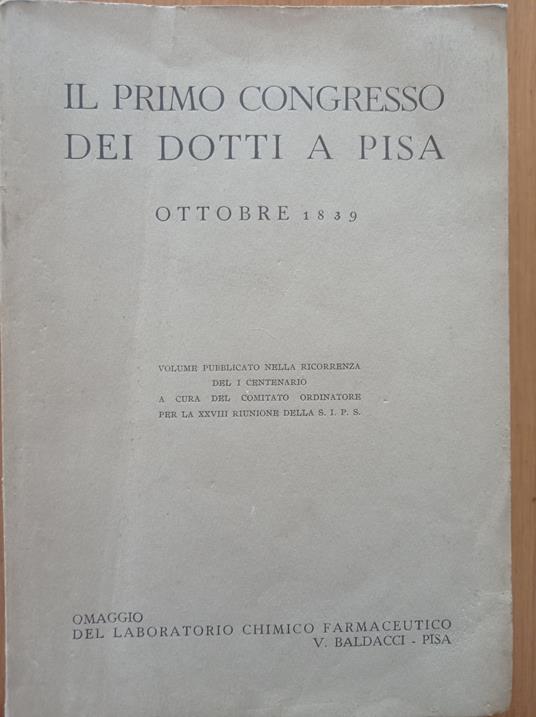 IL PRIMO CONGRESSO
DEI DOTTI A PISA
OTTOBRE 1839
VOLUME PUBBLICATO NELLA RICORRENZA
DEL I CENTENARIO
A CURA DEL COMITATO ORDINATORE
PER LA XXVIII RIUNIONE DELLA S. I. P. S.
OMAGGIO
DEL LABORATORIO CHIMICO FARMACEUTICO
V. BALDACCI - PISA